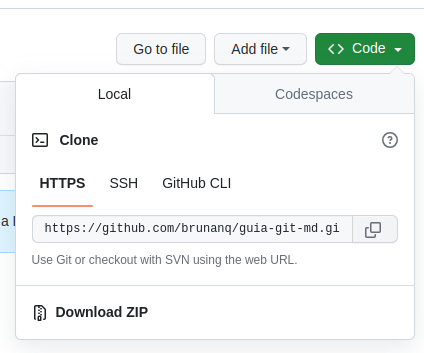 Go to file Add file Code
Local Codespaces
Clone
HTTPS SSH GitHub CLI
https://github.com/brunanq/guia-git-md.gi
Use Git or checkout with SVN using the web URL.
Download ZIP